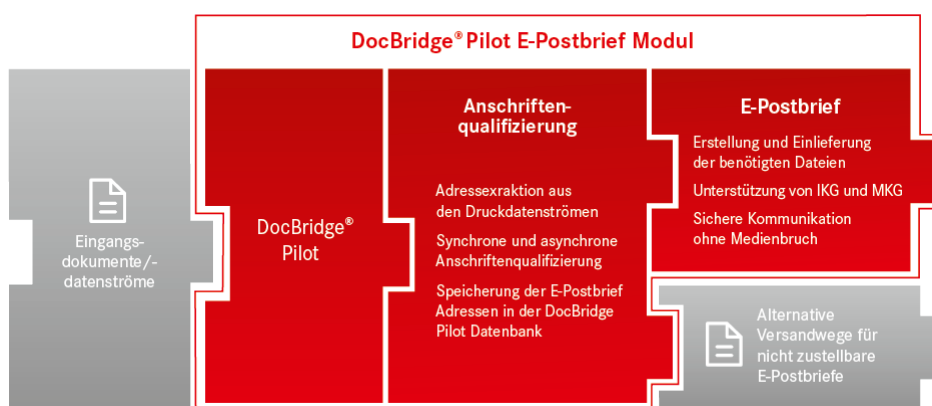 DocBridge® Pilot E-Postbrief Modul
Eingangs-
dokumente/-
datenströme
DocBridge®
Pilot
Anschriften-
qualifizierung
Adressexraktion aus
den Druckdatenströmen
Synchrone und asynchrone
Anschriftenqualifizierung
Speicherung der E-Postbrief
Adressen in der DocBridge
Pilot Datenbank
E-Postbrief
Erstellung und Einlieferung
der benötigten Dateien
Unterstützung von IKG und MKG
Sichere Kommunikation
ohne Medienbruch
Alternative
Versandwege für
nicht zustellbare
E-Postbriefe